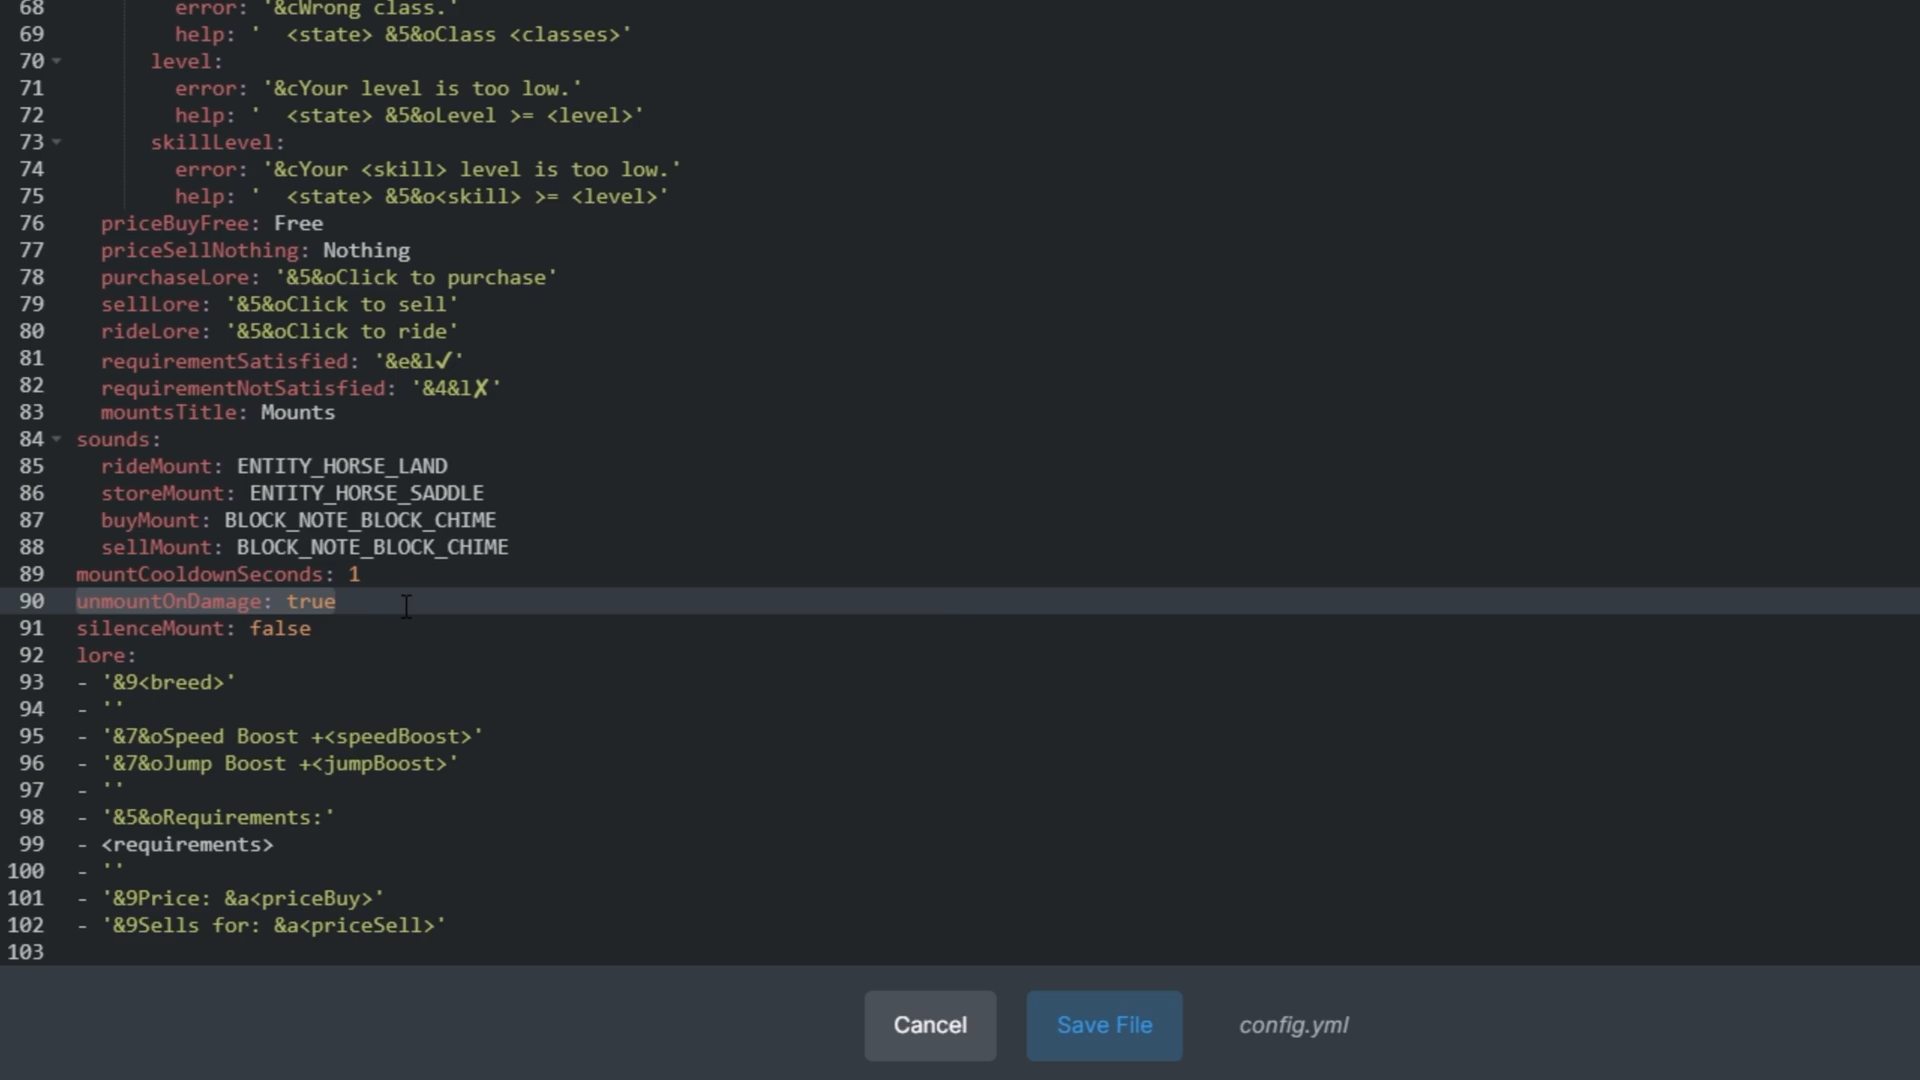 68 error: '&cWrong class.'
69 help: '  <state> &5&oClass <classes>'
70 level:
71 error: '&cYour level is too low.'
72 help: '  <state> &5&oLevel >= <level>'
73 skillLevel:
74 error: '&cYour <skill> level is too low.'
75 help: '  <state> &5&o<skill> >= <level>'
76 priceBuyFree: Free
77 priceSellNothing: Nothing
78 purchaseLore: '&5&oClick to purchase'
79 sellLore: '&5&oClick to sell'
80 rideLore: '&5&oClick to ride'
81 requirementSatisfied: '&e&l✓'
82 requirementNotSatisfied: '&4&l✗'
83 mountsTitle: Mounts
84 sounds:
85 rideMount: ENTITY_HORSE_LAND
86 storeMount: ENTITY_HORSE_SADDLE
87 buyMount: BLOCK_NOTE_BLOCK_CHIME
88 sellMount: BLOCK_NOTE_BLOCK_CHIME
89 mountCooldownSeconds: 1
90 unmountOnDamage: true
91 silenceMount: false
92 lore:
93 - '&9<breed>'
94 - ''
95 - '&7&oSpeed Boost +<speedBoost>'
96 - '&7&oJump Boost +<jumpBoost>'
97 - ''
98 - '&5&oRequirements:'
99 - <requirements>
100 - ''
101 - '&9Price: &a<priceBuy>'
102 - '&9Sells for: &a<priceSell>'
103
Cancel Save File config.yml